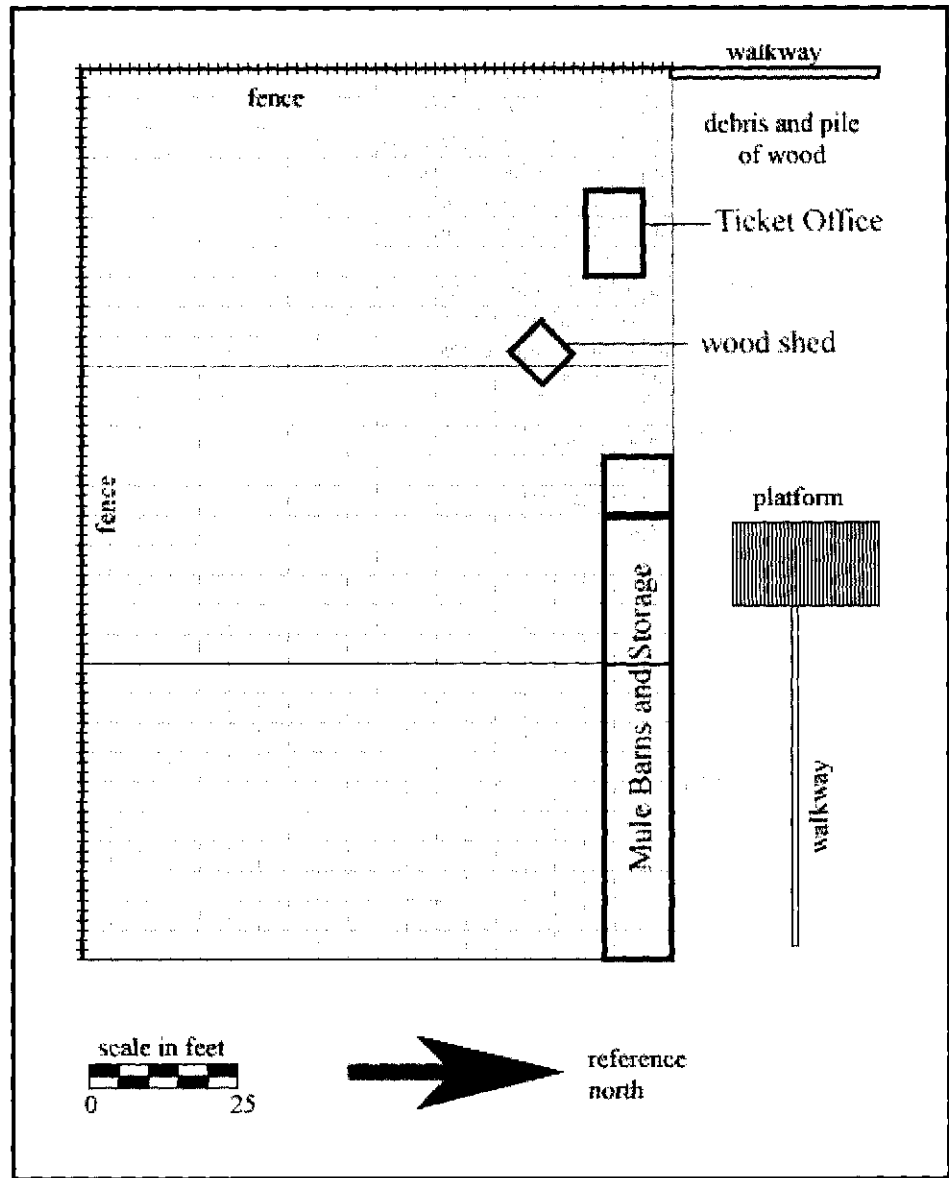 walkway
fence
debris and pile
of wood
Ticket Office
wood shed
fence
platform
Mule Barns and Storage
walkway
scale in feet
0 25
reference
north